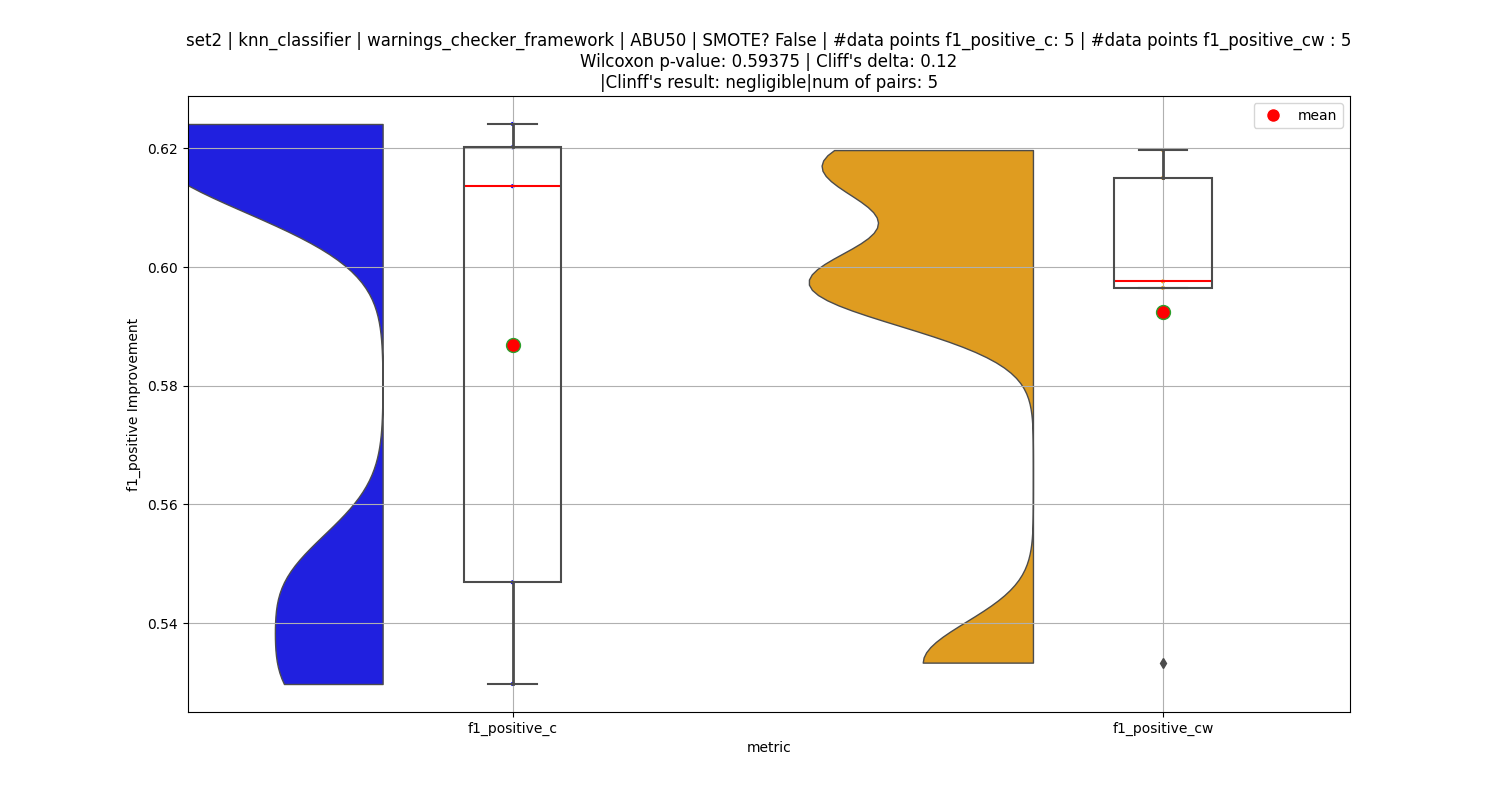 set2 | knn_classifier | warnings_checker_framework | ABU50 | SMOTE? False | #data points f1_positive_c: 5 | #data points f1_positive_cw : 5
Wilcoxon p-value: 0.59375 | Cliff's delta: 0.12
|Clinff's result: negligible|num of pairs: 5
mean
0.62
0.60
0.58
0.56
0.54
f1_positive Improvement
f1_positive_c
f1_positive_cw
metric